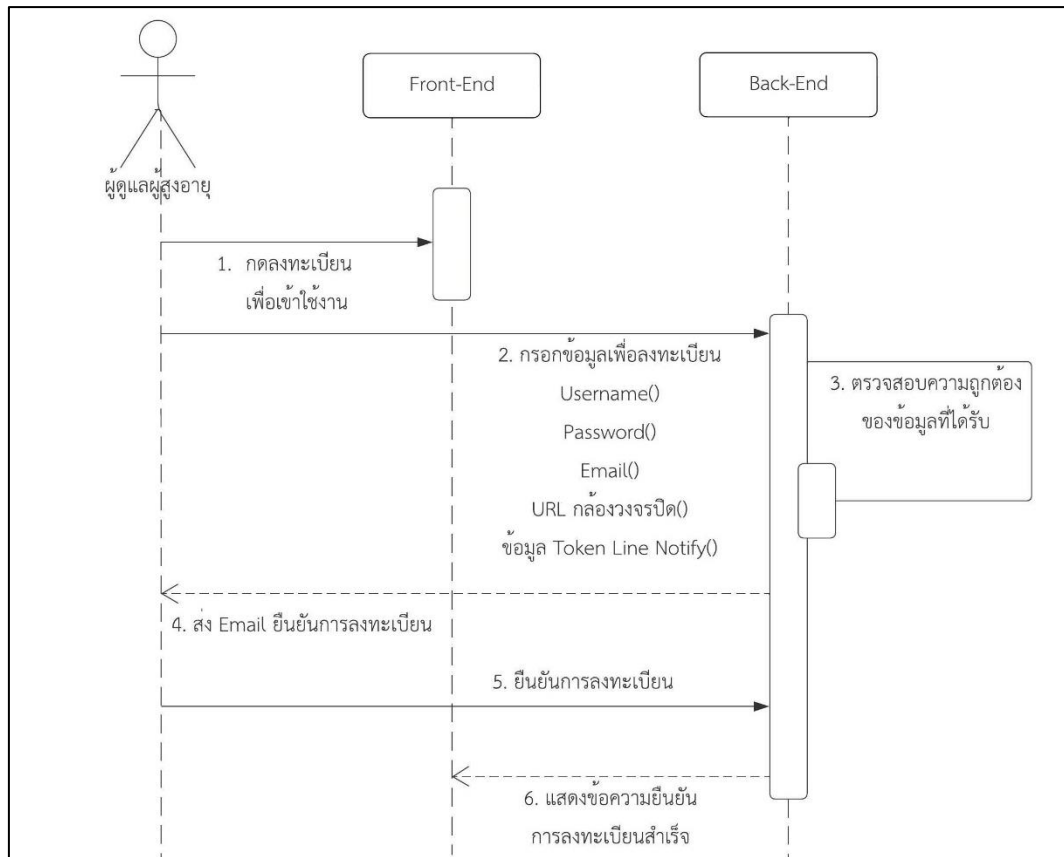 Front-End
Back-End
ผู้ดูแลผู้สูงอายุ
1. กดลงทะเบียน
เพื่อเข้าใช้งาน
2. กรอกข้อมูลเพื่อลงทะเบียน
Username()
Password()
Email()
URL กล้องวงจรปิด()
ข้อมูล Token Line Notify()
3. ตรวจสอบความถูกต้อง
ของข้อมูลที่ได้รับ
4. ส่ง Email ยืนยันการลงทะเบียน
5. ยืนยันการลงทะเบียน
6. แสดงข้อความยืนยัน
การลงทะเบียนสำเร็จ